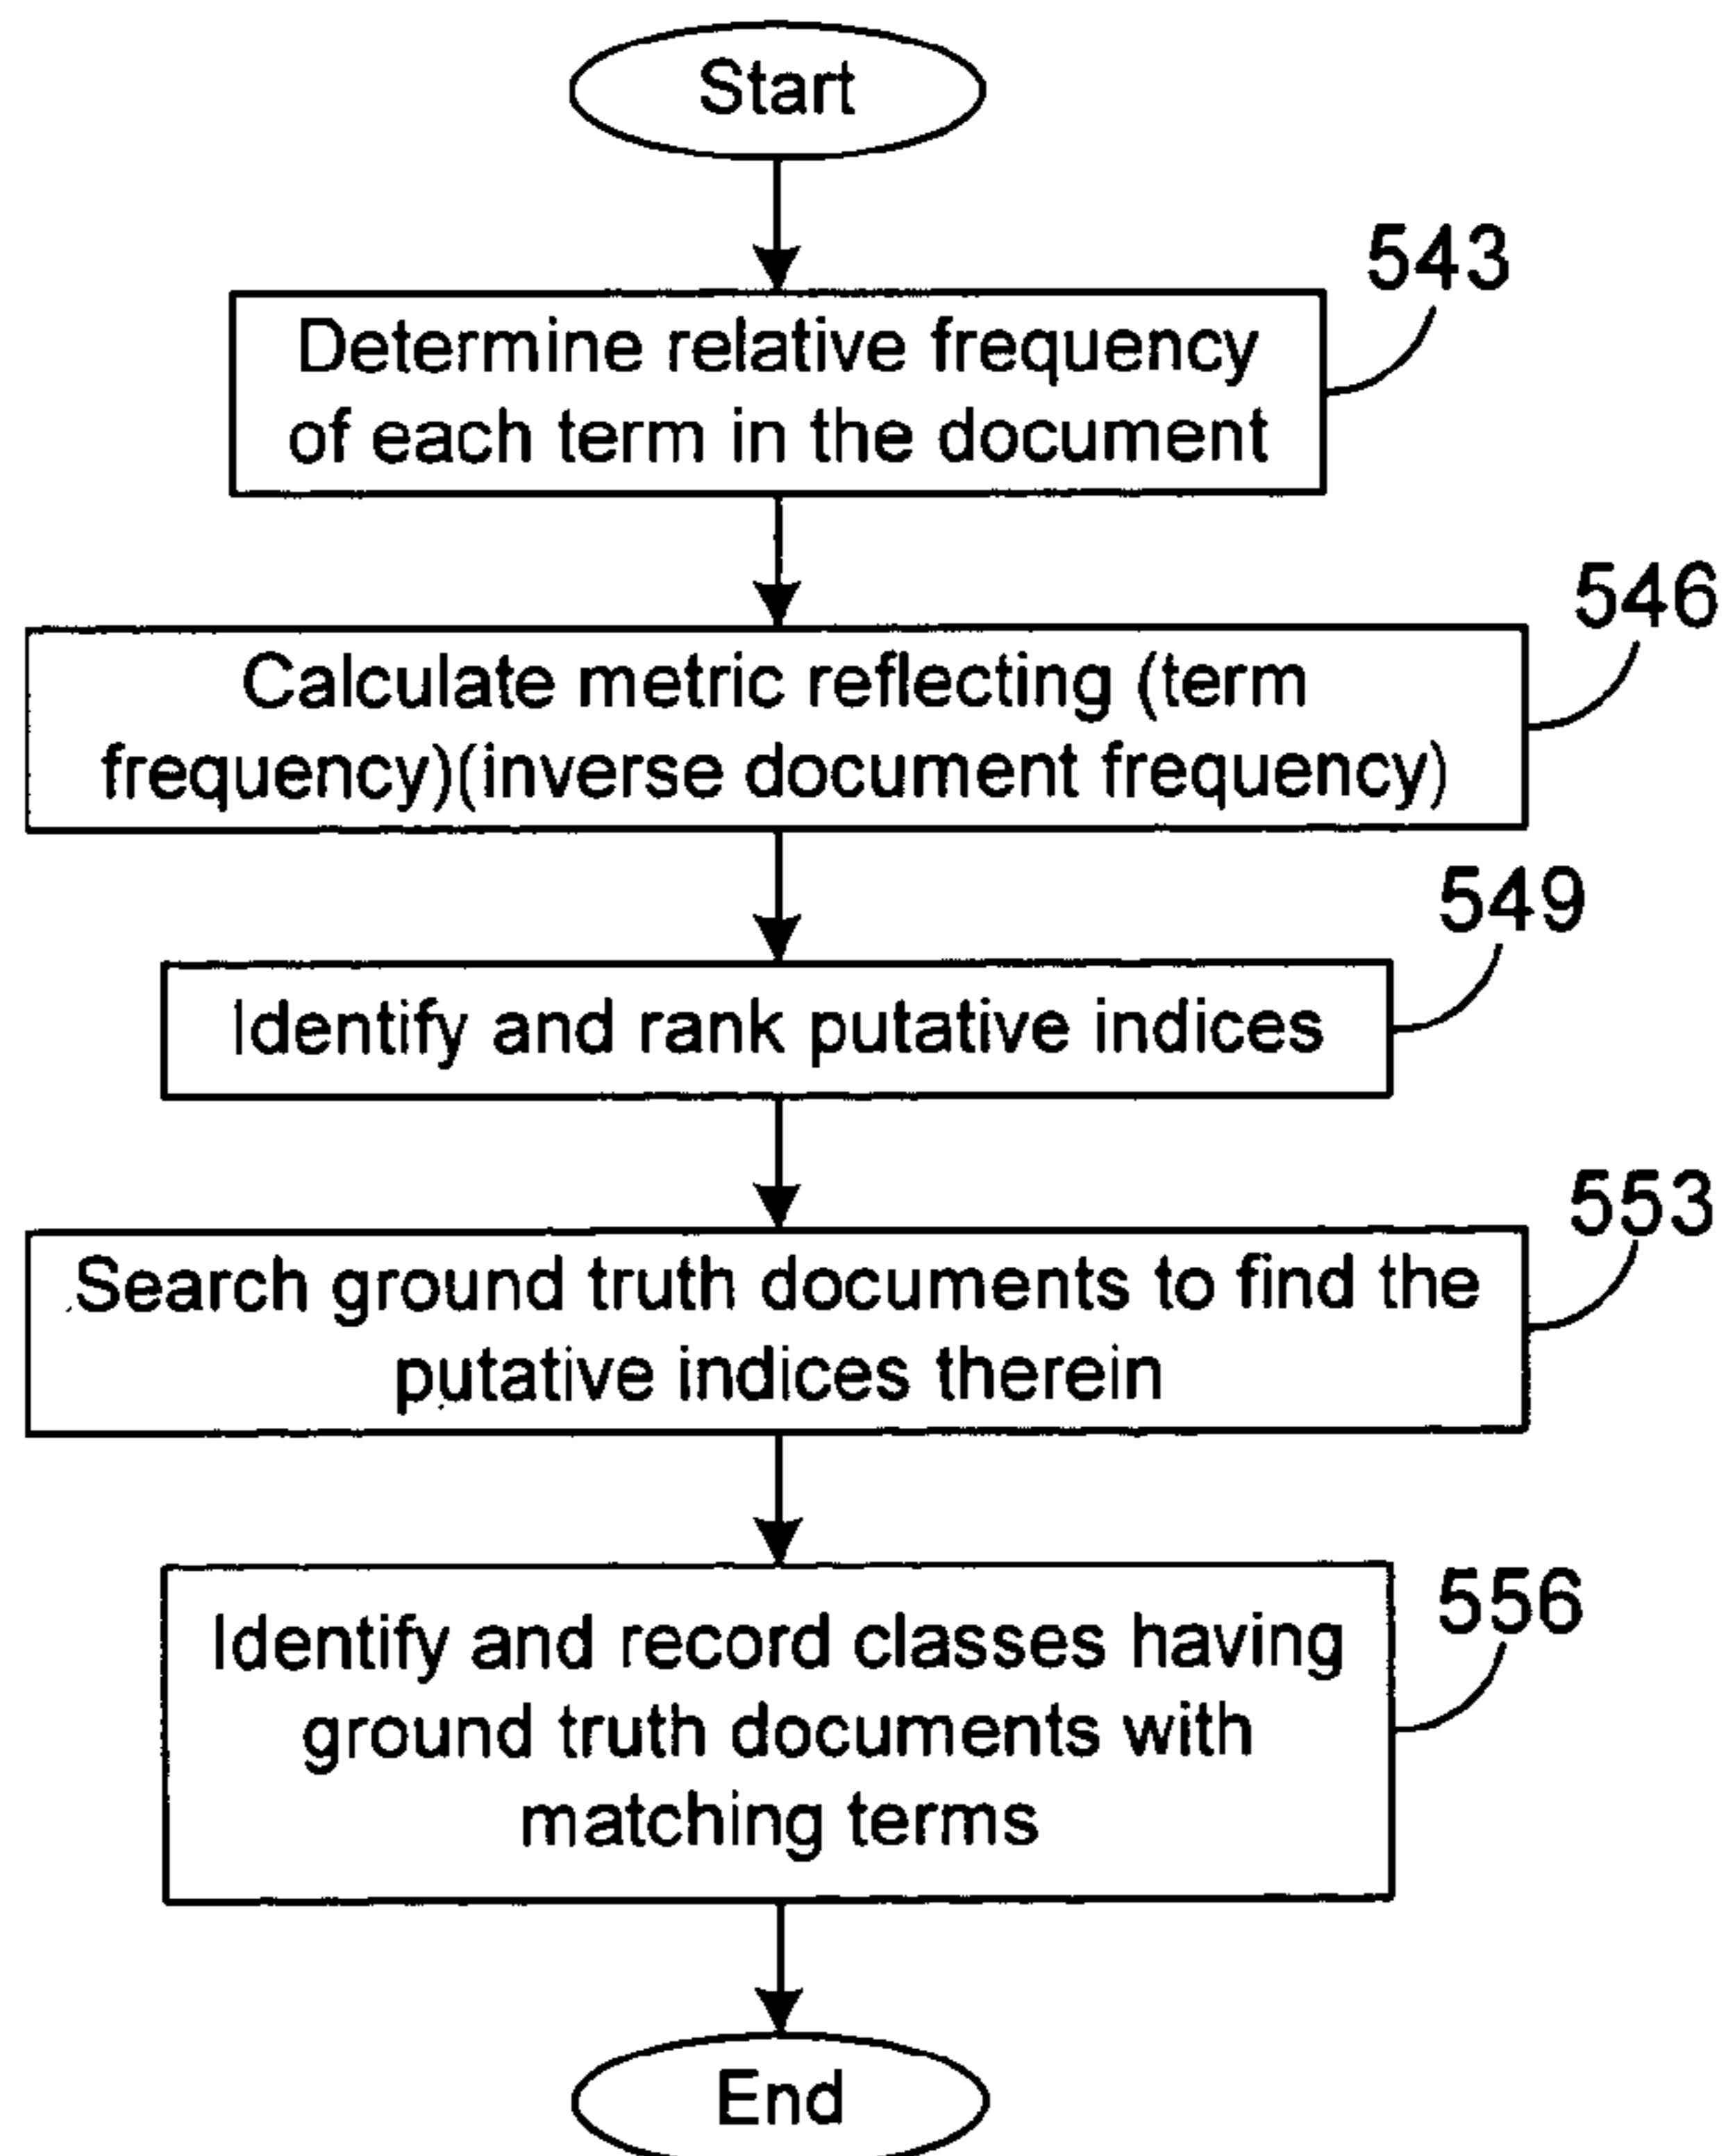 Start
543
Determine relative frequency
of each term in the document
546
Calculate metric reflecting (term
frequency)(inverse document frequency)
549
Identify and rank putative indices
553
Search ground truth documents to find the
putative indices therein
556
Identify and record classes having
ground truth documents with
matching terms
End